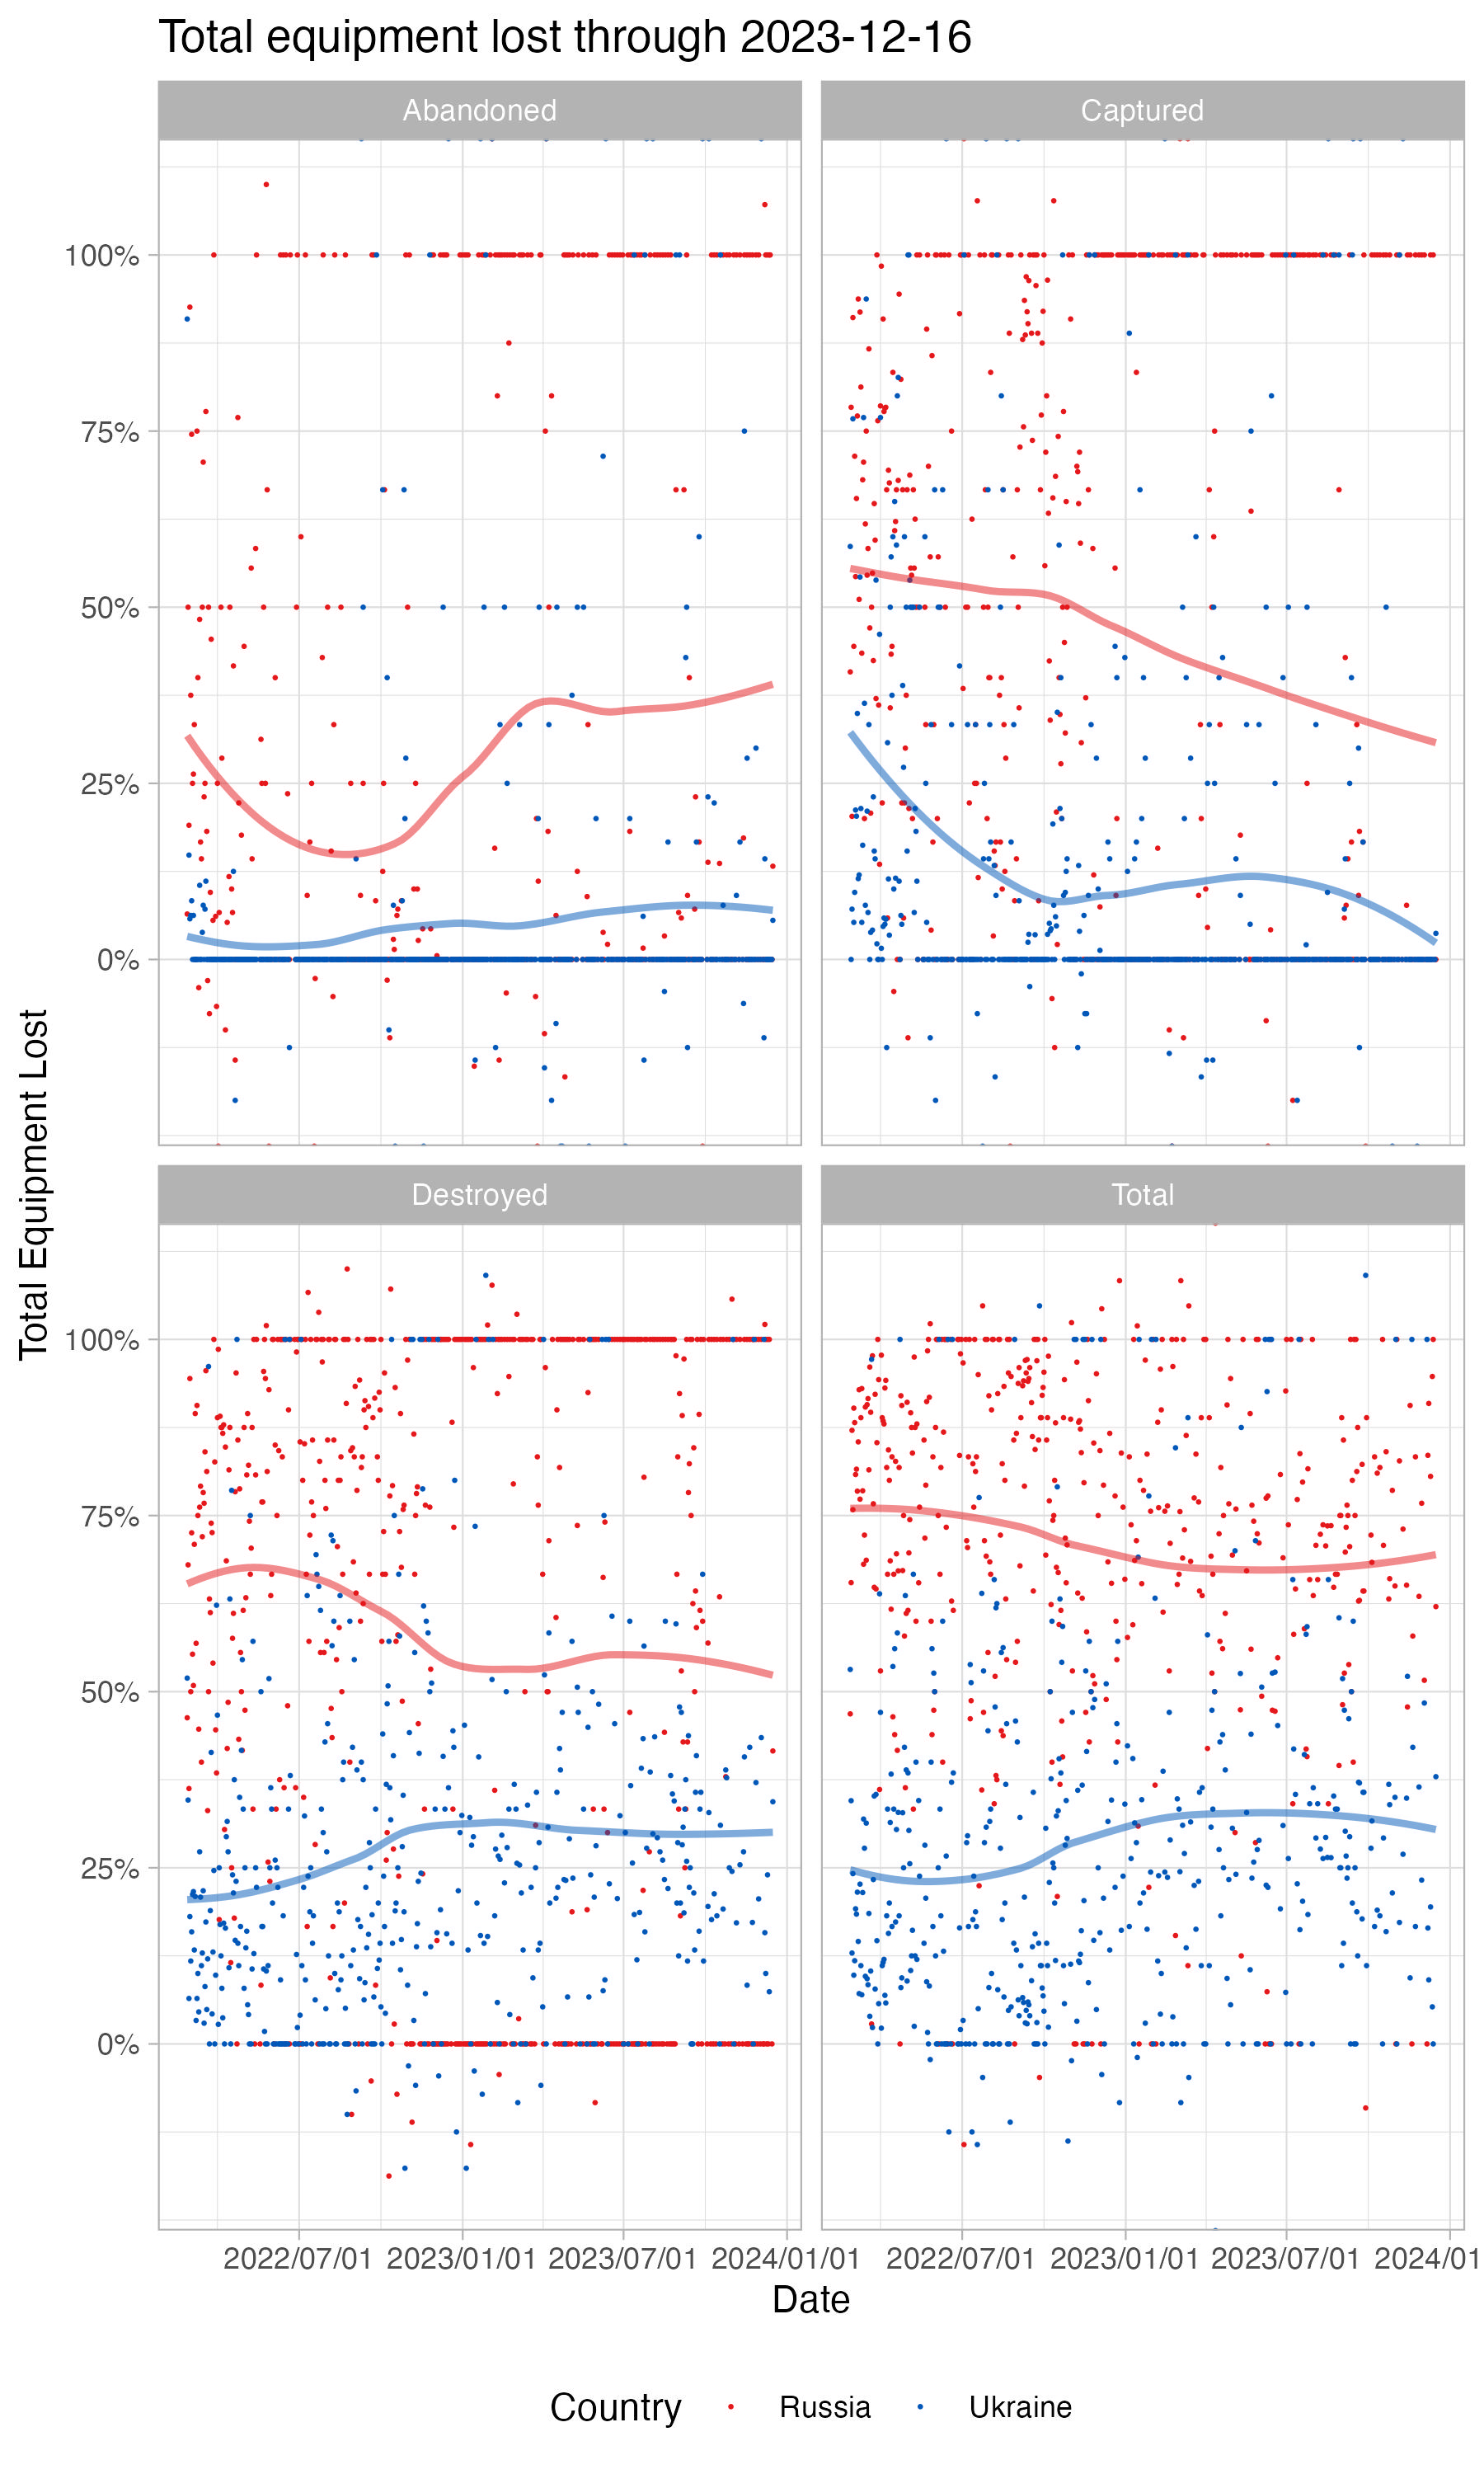 Total equipment lost through 2023-12-16
Abandoned
Captured
100%
75%
50%
25%
0%
Total Equipment Lost
Destroyed
Total
100%
75%
50%
25%
0%
2022/07/01 2023/01/01 2023/07/01 2024/01/01 2022/07/01 2023/01/01 2023/07/01 2024/01
Date
Country Russia Ukraine